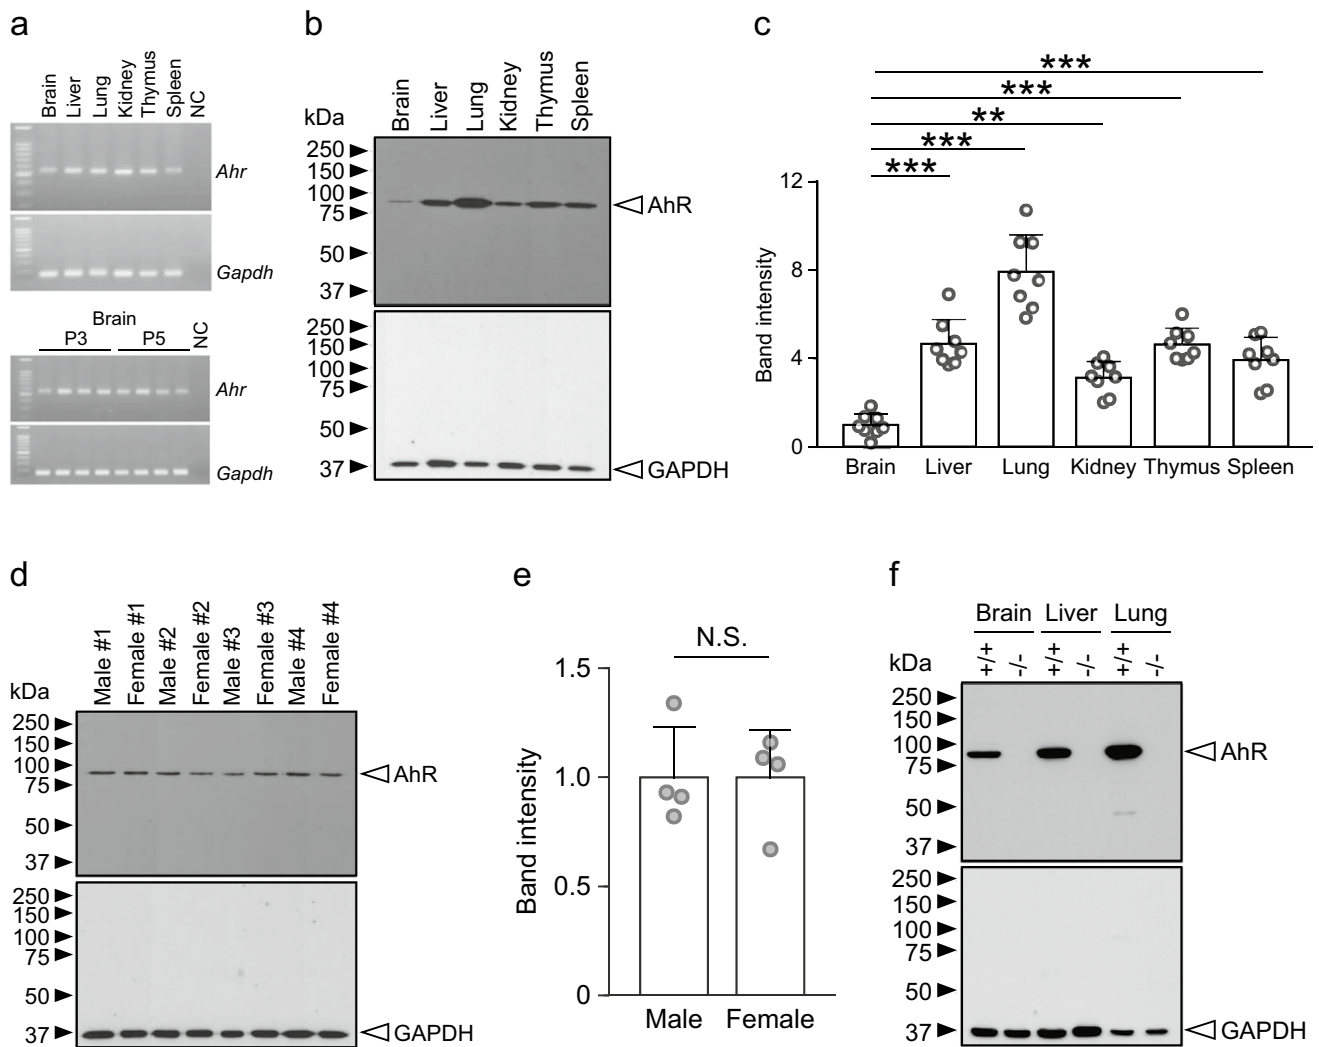 a
Brain Liver Lung Kidney Thymus Spleen NC
Ahr
Gapdh
Brain
P3 P5 NC
Ahr
Gapdh
b
kDa Brain Liver Lung Kidney Thymus Spleen
250
150
100
75
50
37
AhR
250
150
100
75
50
37
GAPDH
c
***
***
**
***
***
12
8
4
0
Band intensity
Brain Liver Lung Kidney Thymus Spleen
d
kDa Male #1 Female #1 Male #2 Female #2 Male #3 Female #3 Male #4 Female #4
250
150
100
75
50
37
AhR
250
150
100
75
50
37
GAPDH
e
N.S.
1.5
1.0
0.5
0
Band intensity
Male Female
f
Brain Liver Lung
kDa +/+ -/- +/+ -/- +/+ -/-
250
150
100
75
50
37
AhR
250
150
100
75
50
37
GAPDH